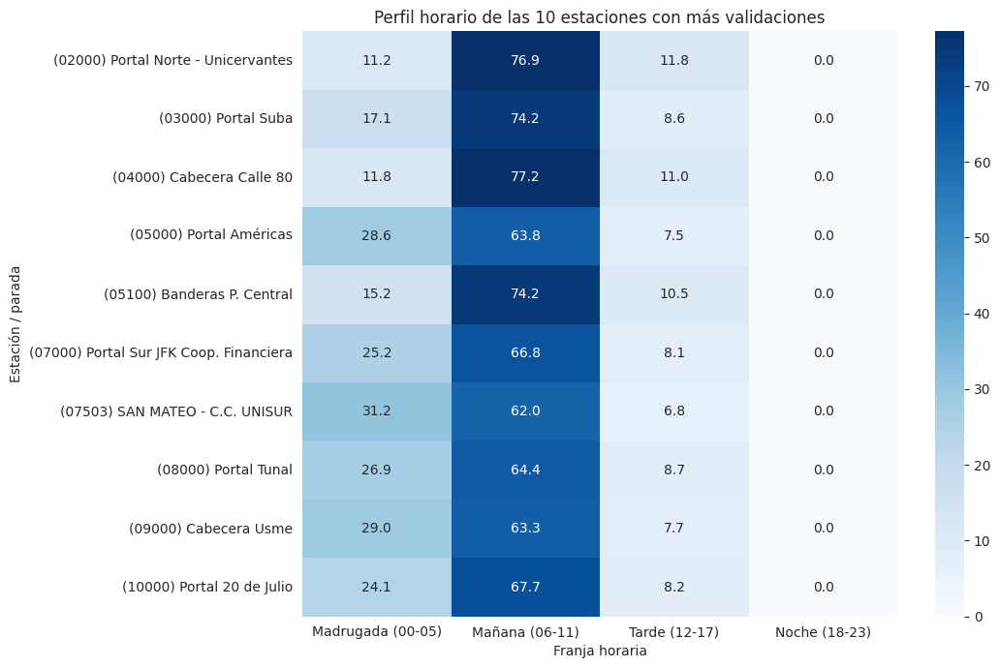 Perfil horario de las 10 estaciones con más validaciones
Estación / parada
(02000) Portal Norte - Unicervantes 11.2 76.9 11.8 0.0
(03000) Portal Suba 17.1 74.2 8.6 0.0
(04000) Cabecera Calle 80 11.8 77.2 11.0 0.0
(05000) Portal Américas 28.6 63.8 7.5 0.0
(05100) Banderas P. Central 15.2 74.2 10.5 0.0
(07000) Portal Sur JFK Coop. Financiera 25.2 66.8 8.1 0.0
(07503) SAN MATEO - C.C. UNISUR 31.2 62.0 6.8 0.0
(08000) Portal Tunal 26.9 64.4 8.7 0.0
(09000) Cabecera Usme 29.0 63.3 7.7 0.0
(10000) Portal 20 de Julio 24.1 67.7 8.2 0.0
Madrugada (00-05) Mañana (06-11) Tarde (12-17) Noche (18-23)
Franja horaria
70
60
50
40
30
20
10
0